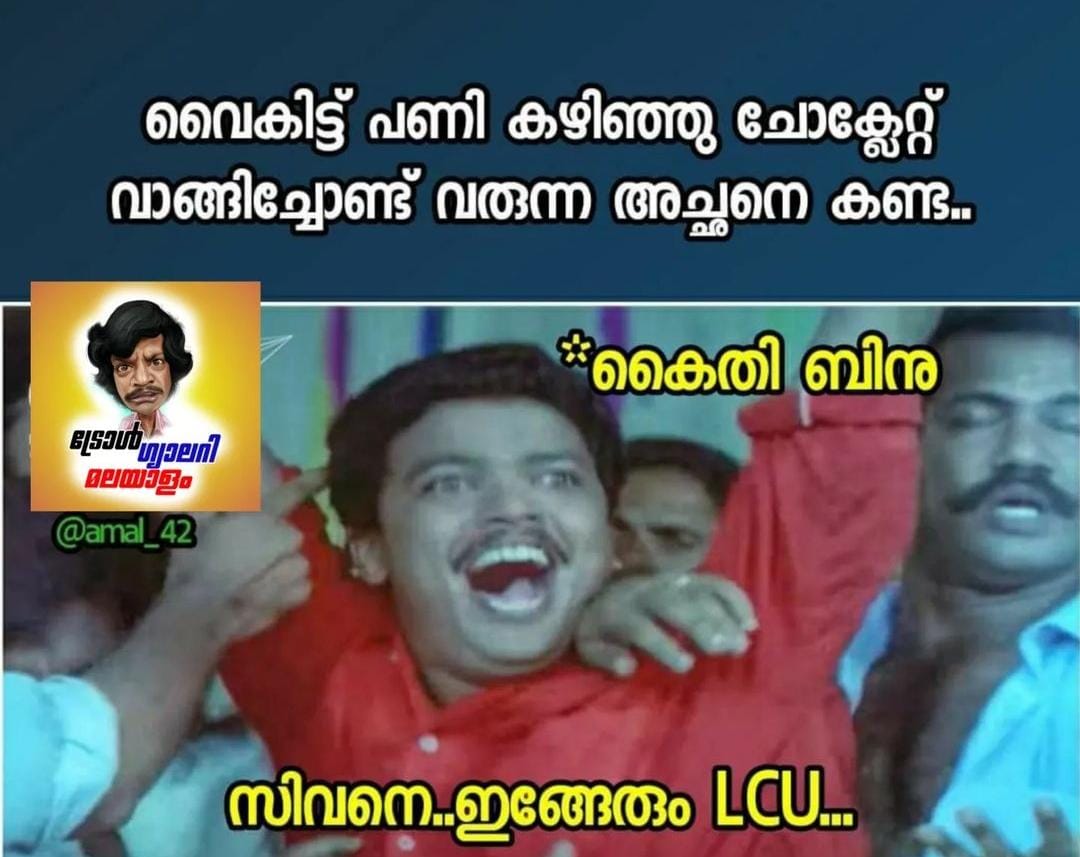 വൈകിട്ട് പണി കഴിഞ്ഞു ചോക്ലേറ്റ്
വാങ്ങിച്ചോണ്ട് വരുന്ന അച്ഛനെ കണ്ട..
*കൈതി ബിനു
ട്രോൾ ഗ്യാലറി
മലയാളം
@amal_42
സിവനെ..ഇങ്ങേരും LCU...